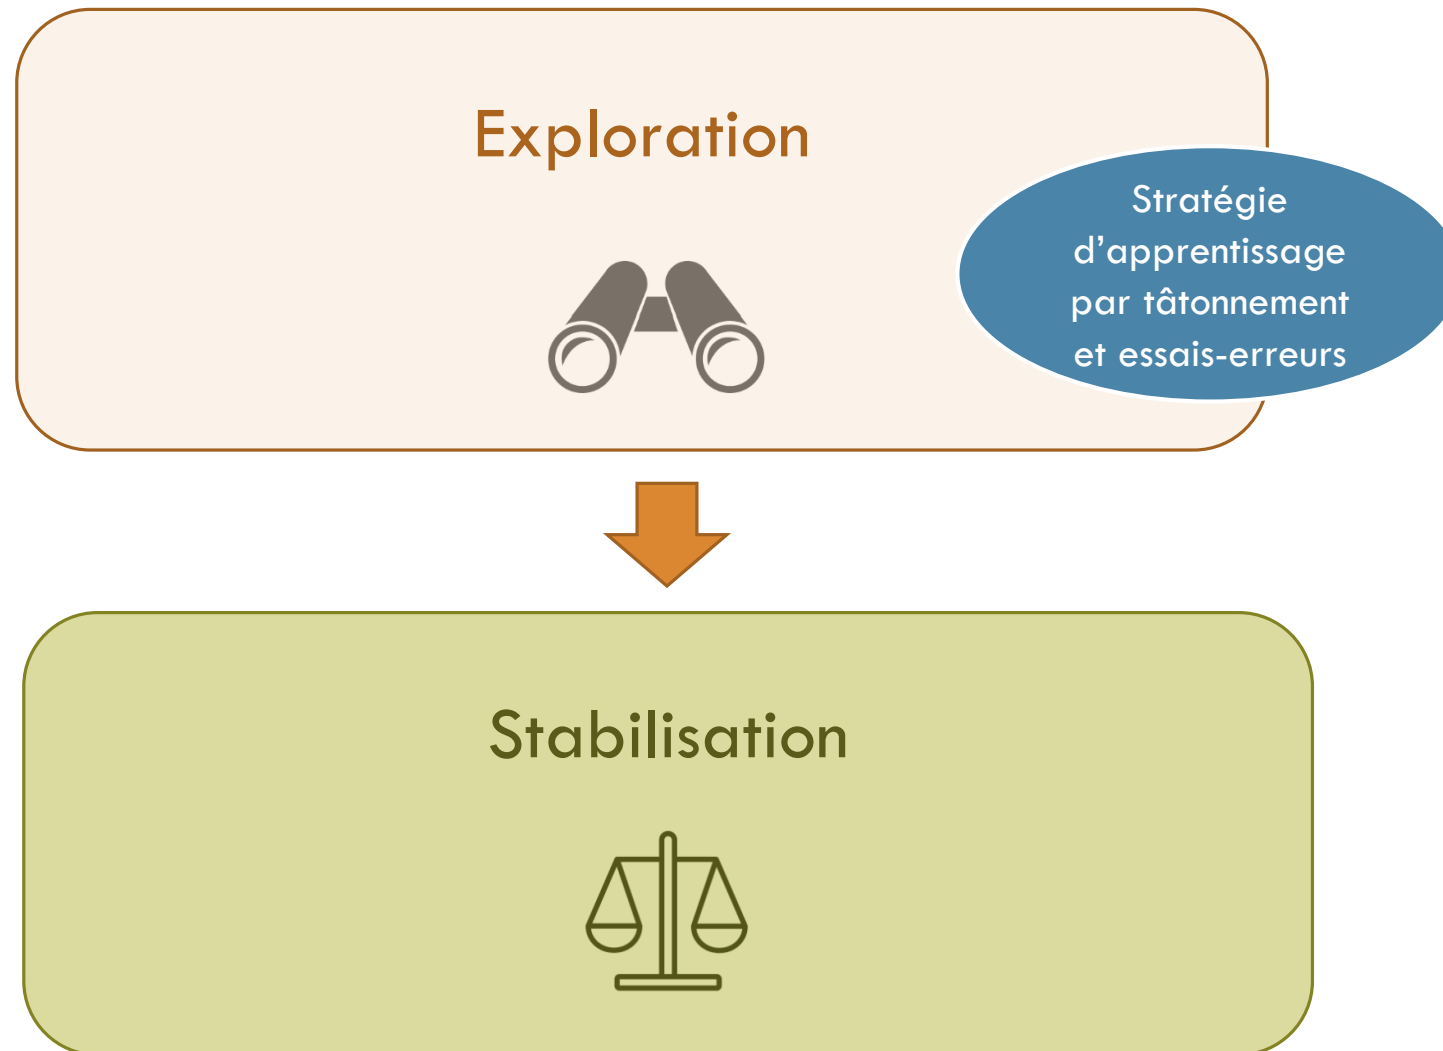 Exploration
Stratégie
d’apprentissage
par tâtonnement
et essais-erreurs
Stabilisation